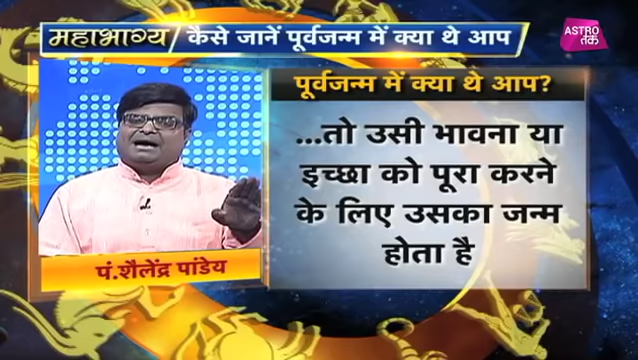 महाभाग्य कैसे जानें पूर्वजन्म में क्या थे आप
ASTRO
तक
पूर्वजन्म में क्या थे आप?
...तो उसी भावना या
इच्छा को पूरा करने
के लिए उसका जन्म
होता है
पं.शैलेंद्र पांडेय